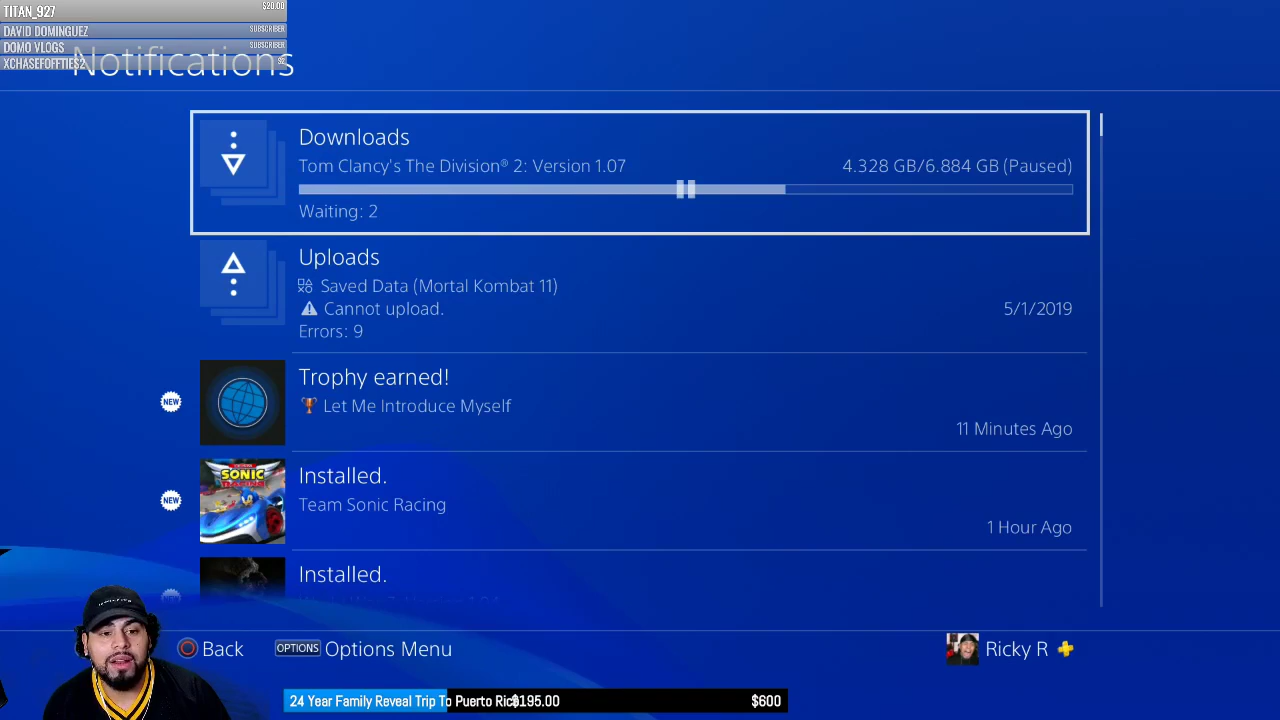 TITAN_927 $20.00
DAVID DOMINGUEZ SUBSCRIBER
DOMO VLOGS SUBSCRIBER
XCHASEFOFFTIES2 $2
Notifications
Downloads
Tom Clancy's The Division® 2: Version 1.07 4.328 GB/6.884 GB (Paused)
Waiting: 2
Uploads
Saved Data (Mortal Kombat 11)
Cannot upload. 5/1/2019
Errors: 9
Trophy earned!
NEW
Let Me Introduce Myself
11 Minutes Ago
TEAM SONIC RACING
Installed.
NEW
Team Sonic Racing
1 Hour Ago
Installed.
Back OPTIONS Options Menu Ricky R
24 Year Family Reveal Trip To Puerto Rico $195.00 $600